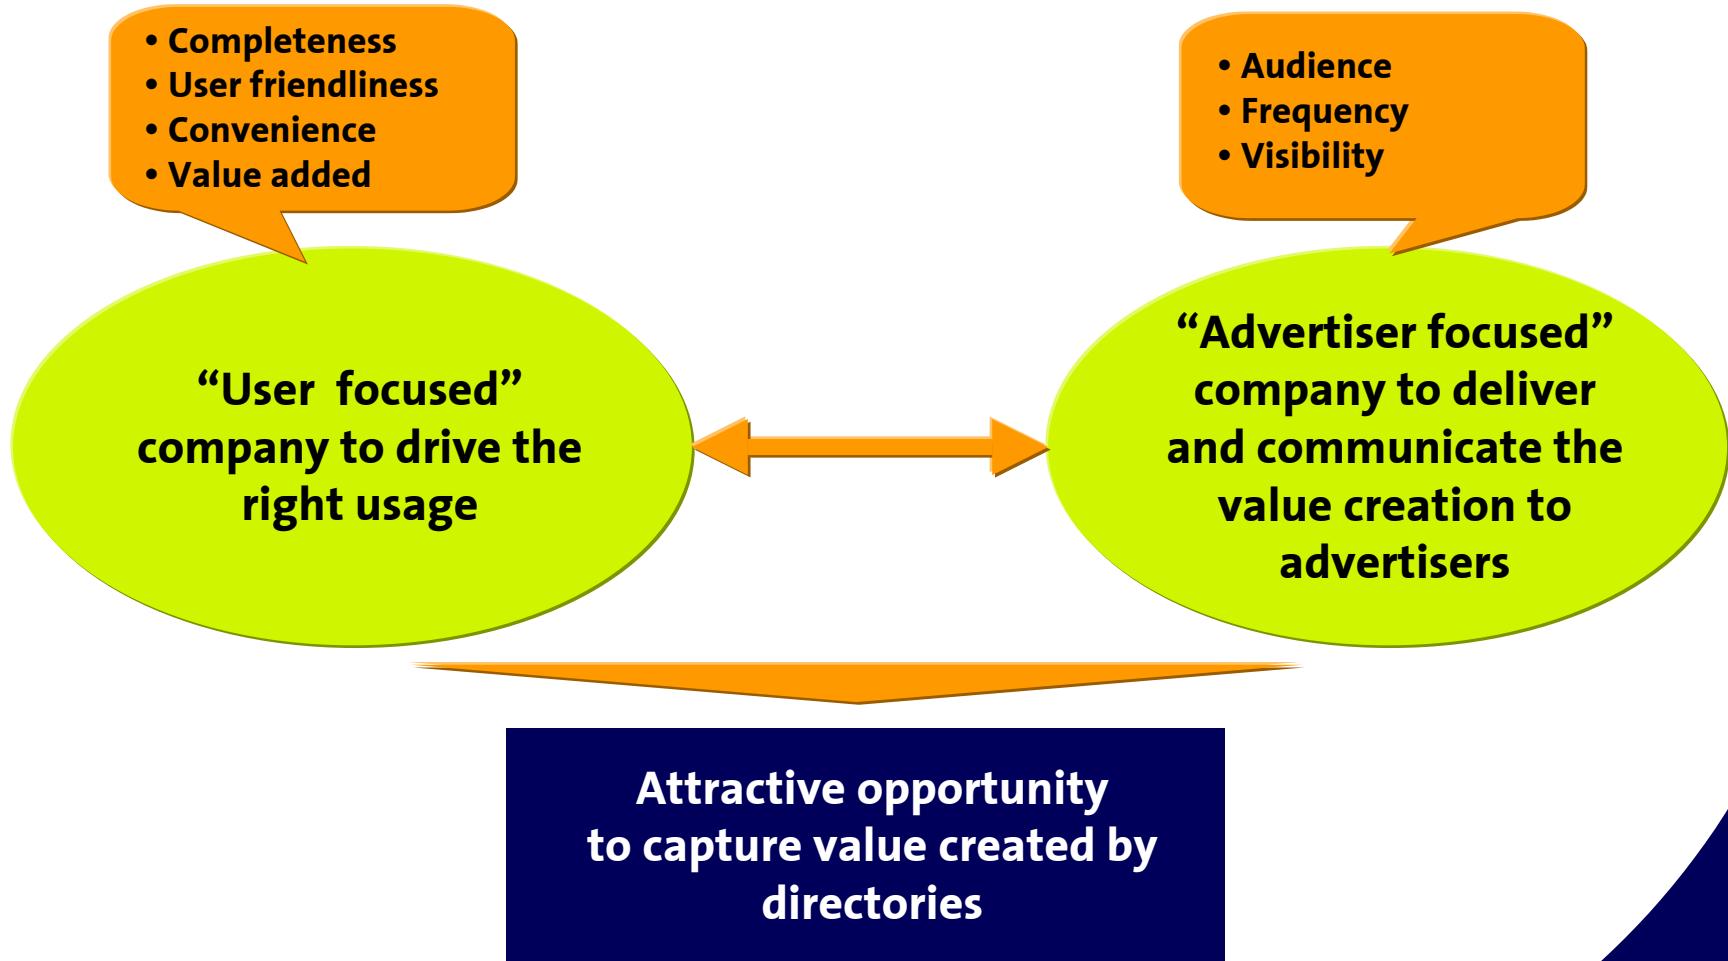 • Completeness
• User friendliness
• Convenience
• Value added
• Audience
• Frequency
• Visibility
“User  focused”
company to drive the
right usage
“Advertiser focused”
company to deliver
and communicate the
value creation to
advertisers
Attractive opportunity
to capture value created by
directories